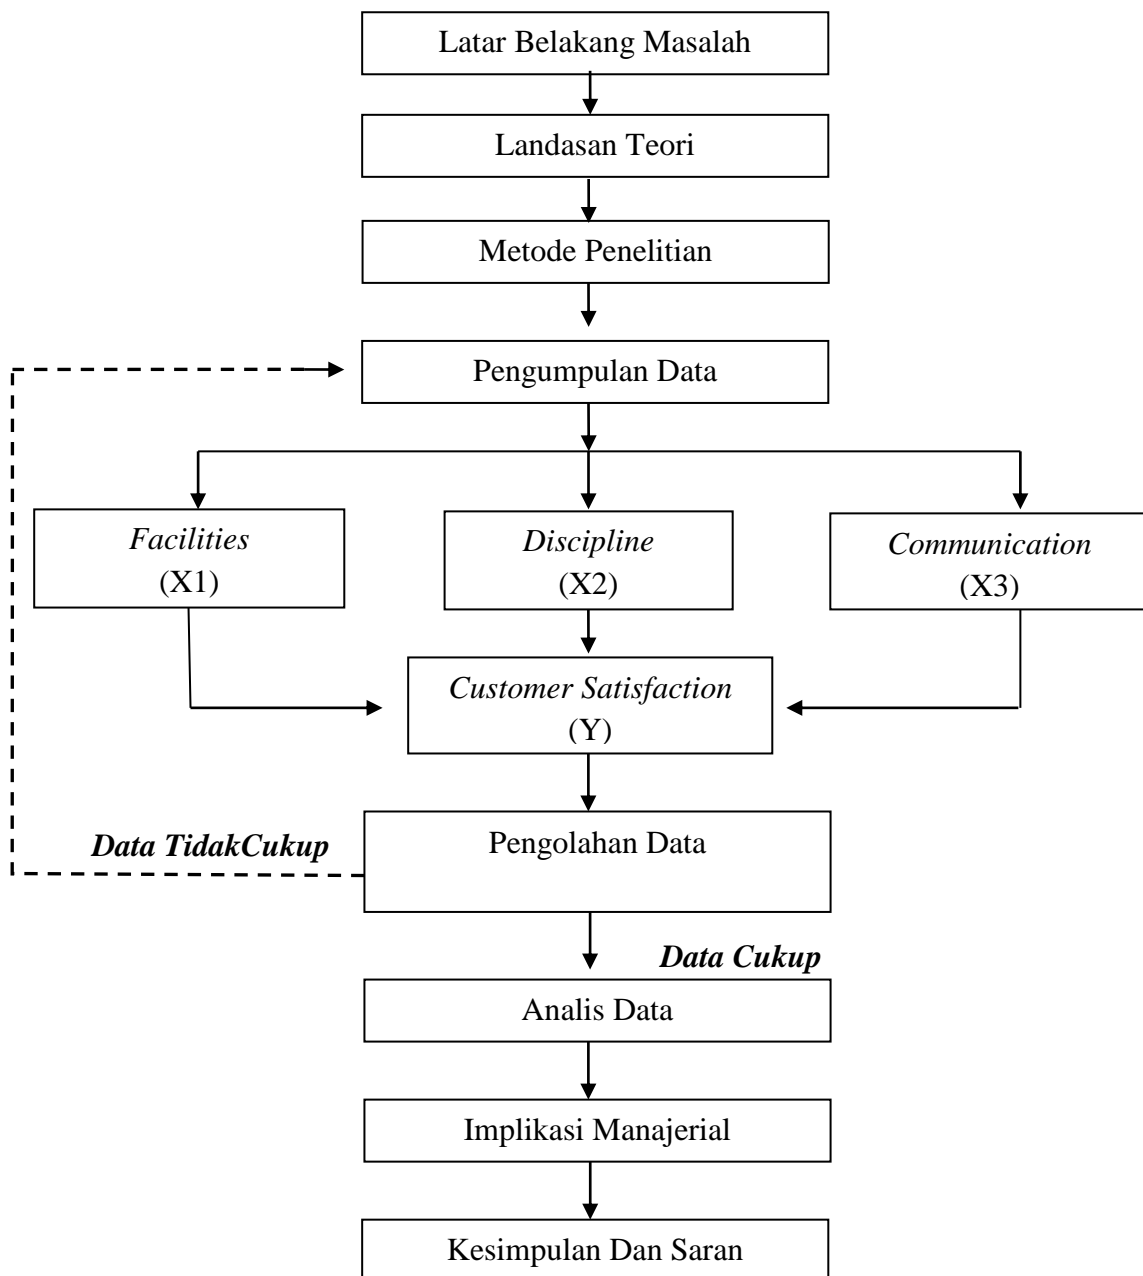 Latar Belakang Masalah
Landasan Teori
Metode Penelitian
Pengumpulan Data
Facilities
(X1)
Discipline
(X2)
Communication
(X3)
Customer Satisfaction
(Y)
Data TidakCukup
Pengolahan Data
Data Cukup
Analis Data
Implikasi Manajerial
Kesimpulan Dan Saran